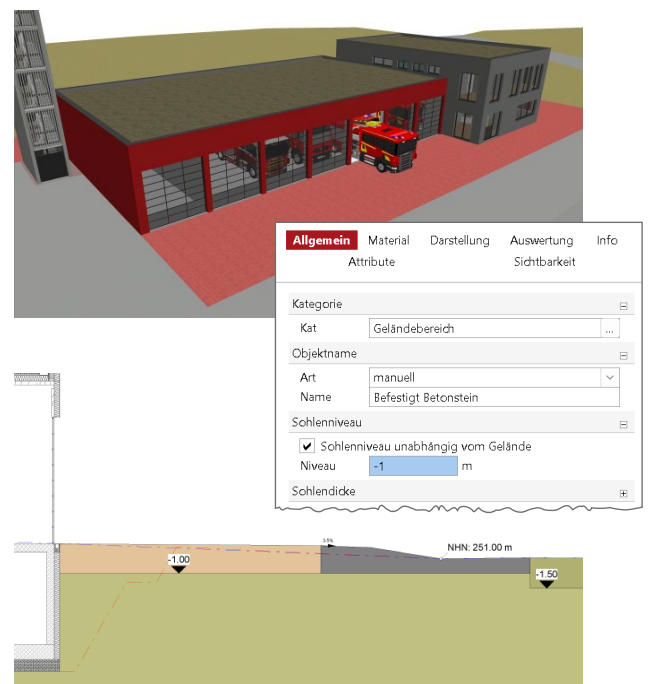 Allgemein Material Darstellung Auswertung Info
Attribute Sichtbarkeit
Kategorie
Kat Geländebereich ...
Objektname
Art manuell
Name Befestigt Betonstein
Sohlenniveau
Sohlenniveau unabhängig vom Gelände
Niveau -1 m
Sohlendicke
3.5%
NHN: 251.00 m
-1.00
-1.50